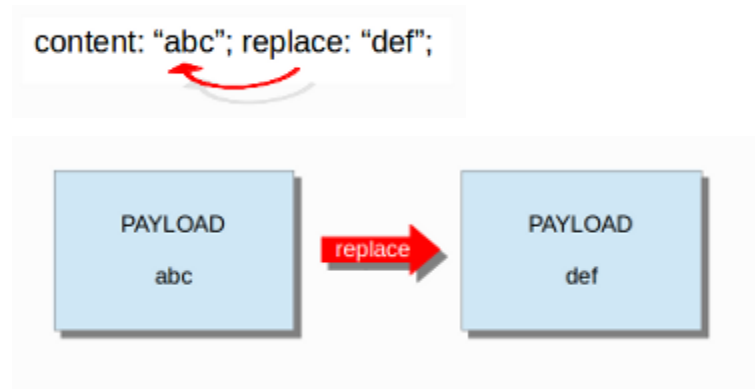 content: “abc”; replace: “def”;
PAYLOAD
abc
replace
PAYLOAD
def